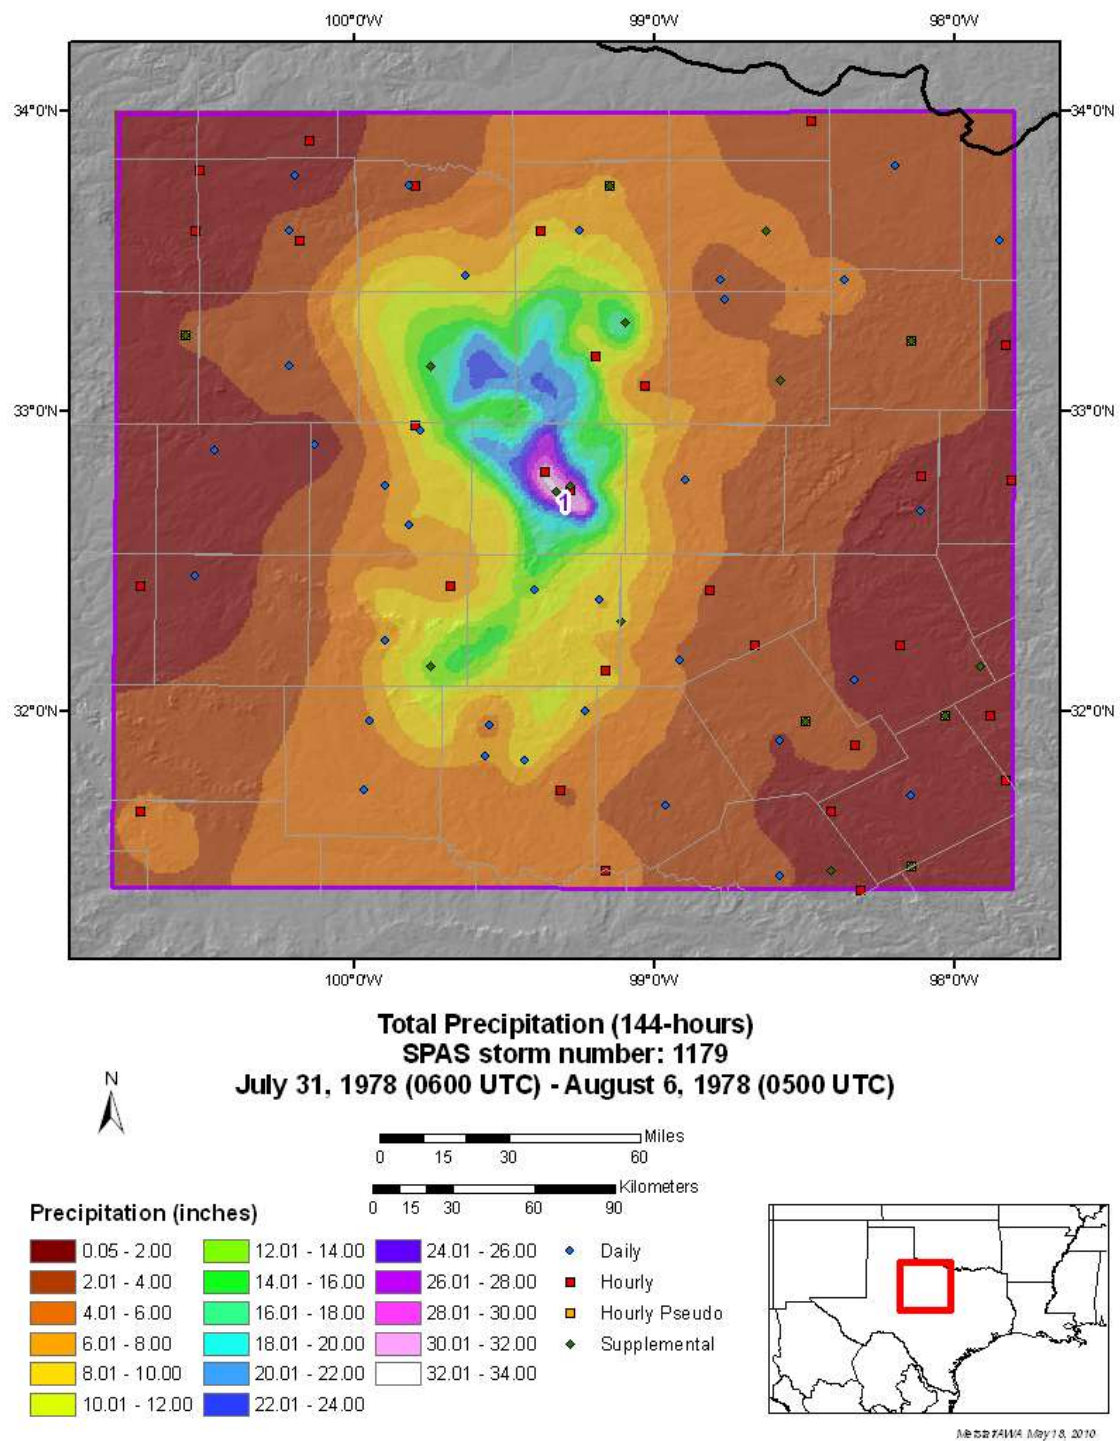 100°0'W 99°0'W 98°0'W
34°0'N 34°0'N
33°0'N 33°0'N
1
32°0'N 32°0'N
100°0'W 99°0'W 98°0'W
Total Precipitation (144-hours)
SPAS storm number: 1179
July 31, 1978 (0600 UTC) - August 6, 1978 (0500 UTC)
N
Miles
0 15 30 60
Kilometers
0 15 30 60 90
Precipitation (inches)
0.05 - 2.00 12.01 - 14.00 24.01 - 26.00 Daily
2.01 - 4.00 14.01 - 16.00 26.01 - 28.00 Hourly
4.01 - 6.00 16.01 - 18.00 28.01 - 30.00 Hourly Pseudo
6.01 - 8.00 18.01 - 20.00 30.01 - 32.00 Supplemental
8.01 - 10.00 20.01 - 22.00 32.01 - 34.00
10.01 - 12.00 22.01 - 24.00
Metstat/AWA May 18, 2010